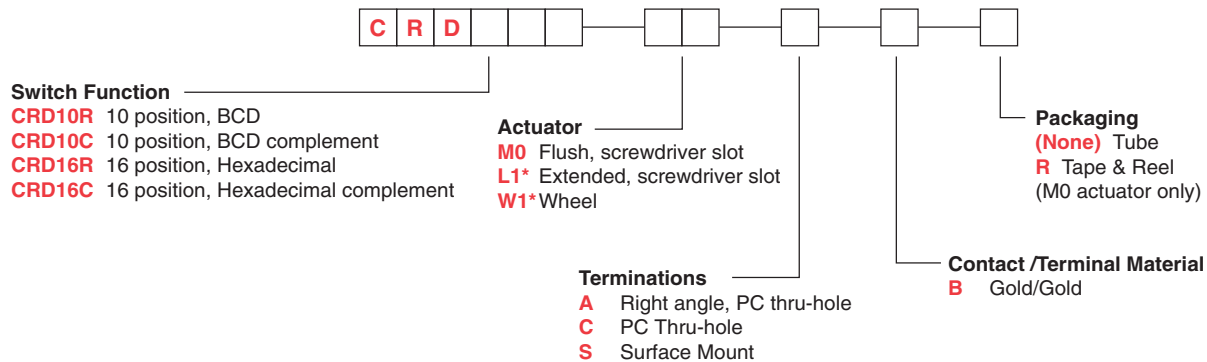 C R D
Switch Function
CRD10R 10 position, BCD
CRD10C 10 position, BCD complement
CRD16R 16 position, Hexadecimal
CRD16C 16 position, Hexadecimal complement
Actuator
M0 Flush, screwdriver slot
L1* Extended, screwdriver slot
W1* Wheel
Terminations
A Right angle, PC thru-hole
C PC Thru-hole
S Surface Mount
Contact /Terminal Material
B Gold/Gold
Packaging
(None) Tube
R Tape & Reel
(M0 actuator only)